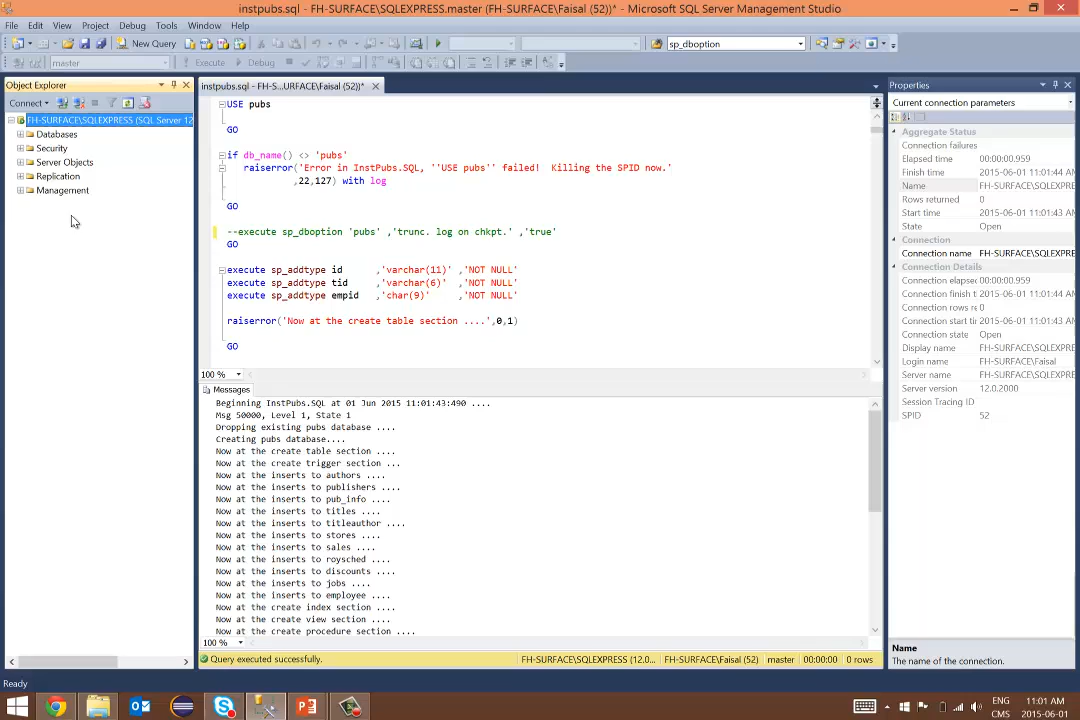 instpubs.sql - FH-SURFACE\SQLEXPRESS.master (FH-SURFACE\Faisal (52))* - Microsoft SQL Server Management Studio
File Edit View Project Debug Tools Window Help
New Query sp_dboption
master Execute Debug
Object Explorer
Connect
FH-SURFACE\SQLEXPRESS (SQL Server 12
Databases
Security
Server Objects
Replication
Management
instpubs.sql - FH-S...URFACE\Faisal (52))*
USE pubs
GO
if db_name() <> 'pubs'
raiserror('Error in InstPubs.SQL, ''USE pubs'' failed! Killing the SPID now.'
,22,127) with log
GO
--execute sp_dboption 'pubs' ,'trunc. log on chkpt.' ,'true'
GO
execute sp_addtype id ,'varchar(11)' ,'NOT NULL'
execute sp_addtype tid ,'varchar(6)' ,'NOT NULL'
execute sp_addtype empid ,'char(9)' ,'NOT NULL'
raiserror('Now at the create table section ....',0,1)
GO
100 %
Messages
Beginning InstPubs.SQL at 01 Jun 2015 11:01:43:490 ....
Msg 50000, Level 1, State 1
Dropping existing pubs database ....
Creating pubs database....
Now at the create table section ....
Now at the create trigger section ...
Now at the inserts to authors ....
Now at the inserts to publishers ....
Now at the inserts to pub_info ....
Now at the inserts to titles ....
Now at the inserts to titleauthor ....
Now at the inserts to stores ....
Now at the inserts to sales ....
Now at the inserts to roysched ....
Now at the inserts to discounts ....
Now at the inserts to jobs ....
Now at the inserts to employee ....
Now at the create index section ....
Now at the create view section ....
Now at the create procedure section ....
100 %
Query executed successfully. FH-SURFACE\SQLEXPRESS (12.0... FH-SURFACE\Faisal (52) master 00:00:00 0 rows
Properties
Current connection parameters
Aggregate Status
Connection failures
Elapsed time 00:00:00.959
Finish time 2015-06-01 11:01:44 AM
Name FH-SURFACE\SQLEXPRE
Rows returned 0
Start time 2015-06-01 11:01:43 AM
State Open
Connection
Connection name FH-SURFACE\SQLEXPRE
Connection Details
Connection elapsec 00:00:00.959
Connection finish t 2015-06-01 11:01:44 AM
Connection rows re 0
Connection start tir 2015-06-01 11:01:43 AM
Connection state Open
Display name FH-SURFACE\SQLEXPRE
Login name FH-SURFACE\Faisal
Server name FH-SURFACE\SQLEXPRE
Server version 12.0.2000
Session Tracing ID
SPID 52
Name
The name of the connection.
Ready
ENG
CMS
11:01 AM
2015-06-01